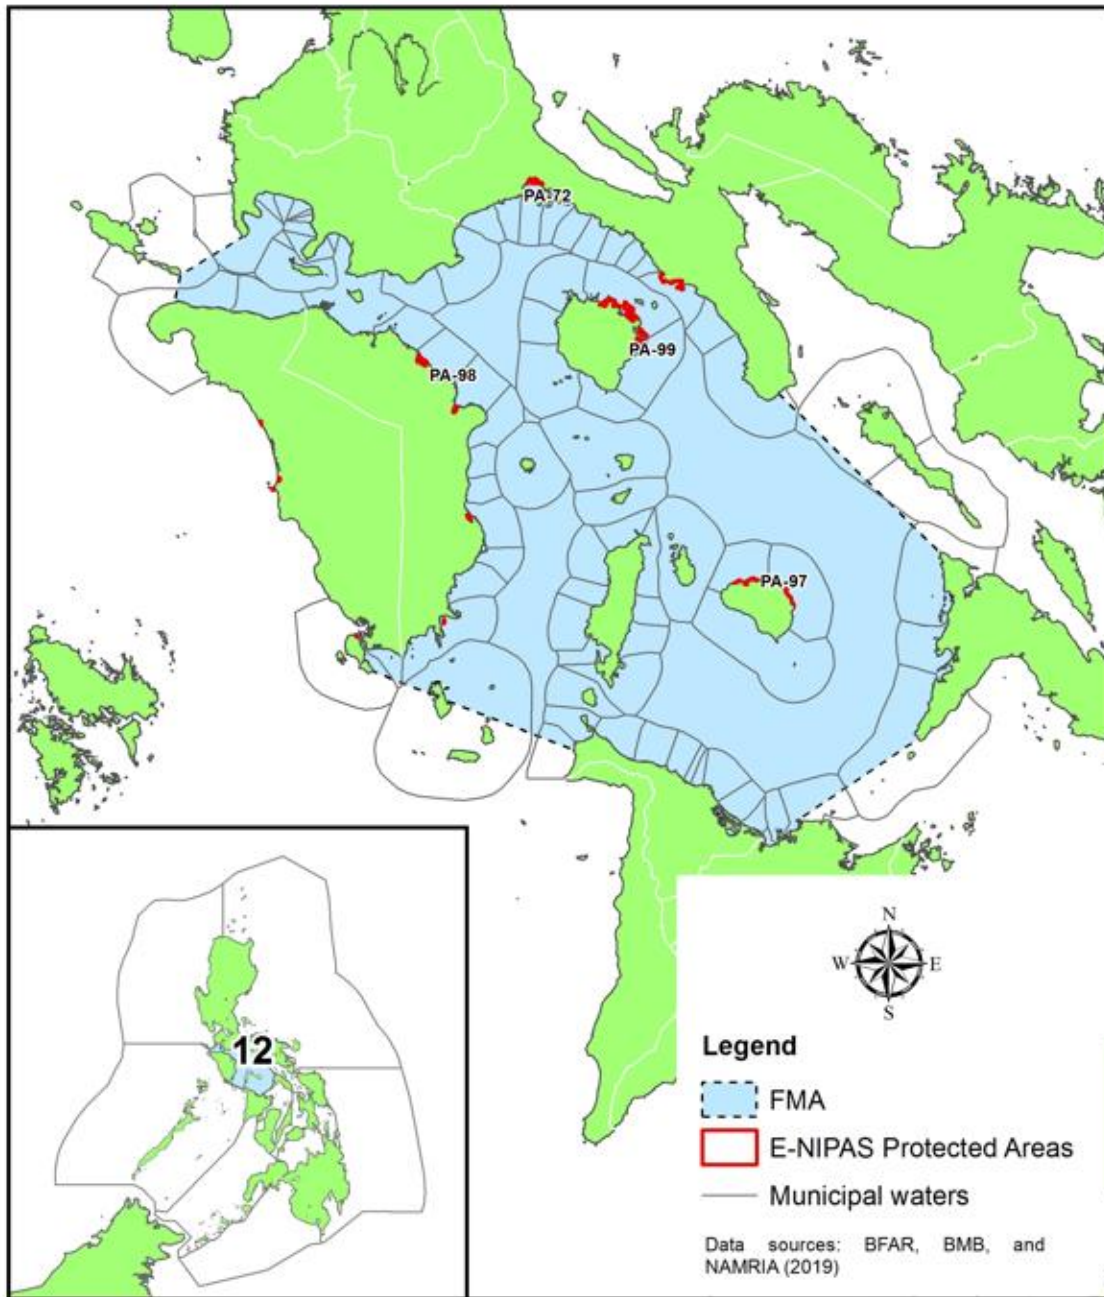 PA-72
PA-99
PA-98
PA-97
12
N
W E
S
Legend
FMA
E-NIPAS Protected Areas
Municipal waters
Data sources: BFAR, BMB, and
NAMRIA (2019)